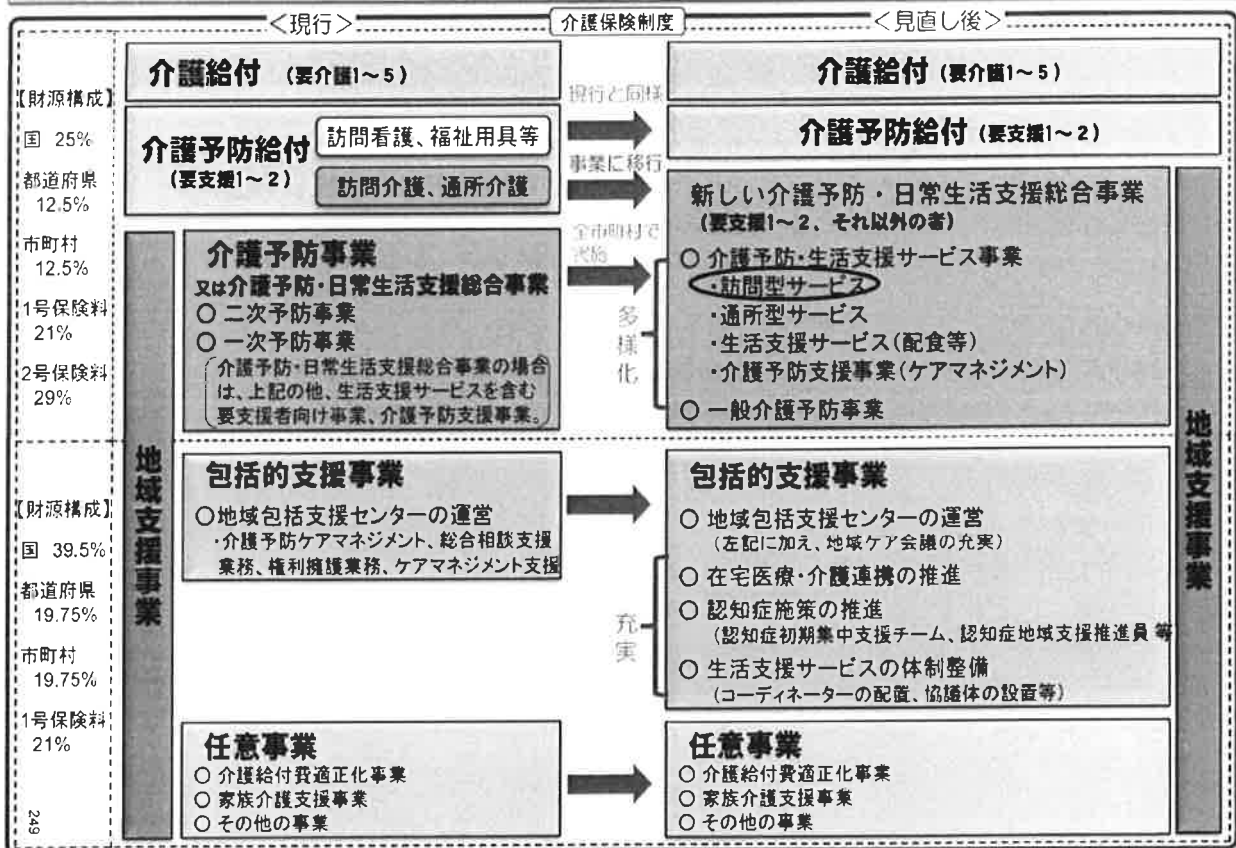 <現行>
介護保険制度
<見直し後>
【財源構成】
国 25%
都道府県
12.5%
市町村
12.5%
1号保険料
21%
2号保険料
29%
【財源構成】
国 39.5%
都道府県
19.75%
市町村
19.75%
1号保険料
21%
249
介護給付 (要介護1~5)
介護予防給付
(要支援1~2)
訪問看護、福祉用具等
訪問介護、通所介護
地域支援事業
介護予防事業
又は介護予防・日常生活支援総合事業
○ 二次予防事業
○ 一次予防事業
介護予防・日常生活支援総合事業の場合
は、上記の他、生活支援サービスを含む
要支援者向け事業、介護予防支援事業。
包括的支援事業
○地域包括支援センターの運営
・介護予防ケアマネジメント、総合相談支援
業務、権利擁護業務、ケアマネジメント支援
任意事業
○ 介護給付費適正化事業
○ 家族介護支援事業
○ その他の事業
現行と同様
事業に移行
全市町村で
実施
多様化
充実
介護給付 (要介護1~5)
介護予防給付 (要支援1~2)
新しい介護予防・日常生活支援総合事業
(要支援1~2、それ以外の者)
○ 介護予防・生活支援サービス事業
・訪問型サービス
・通所型サービス
・生活支援サービス(配食等)
・介護予防支援事業(ケアマネジメント)
○ 一般介護予防事業
包括的支援事業
○ 地域包括支援センターの運営
(左記に加え、地域ケア会議の充実)
○ 在宅医療・介護連携の推進
○ 認知症施策の推進
(認知症初期集中支援チーム、認知症地域支援推進員 等
○ 生活支援サービスの体制整備
(コーディネーターの配置、協議体の設置等)
任意事業
○ 介護給付費適正化事業
○ 家族介護支援事業
○ その他の事業
地域支援事業